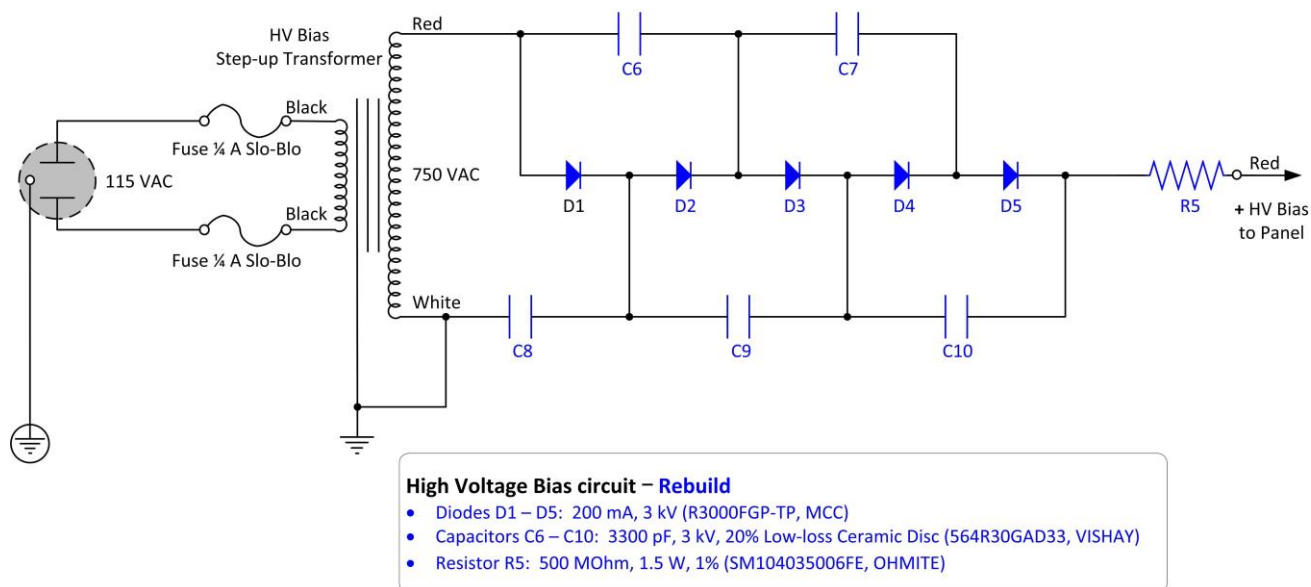 HV Bias
Step-up Transformer
Red
C6
C7
Black
Fuse ¼ A Slo-Blo
115 VAC
750 VAC
D1
D2
D3
D4
D5
R5
Red
+ HV Bias
to Panel
Black
Fuse ¼ A Slo-Blo
White
C8
C9
C10
High Voltage Bias circuit – Rebuild
• Diodes D1 – D5: 200 mA, 3 kV (R3000FGP-TP, MCC)
• Capacitors C6 – C10: 3300 pF, 3 kV, 20% Low-loss Ceramic Disc (564R30GAD33, VISHAY)
• Resistor R5: 500 MOhm, 1.5 W, 1% (SM104035006FE, OHMITE)